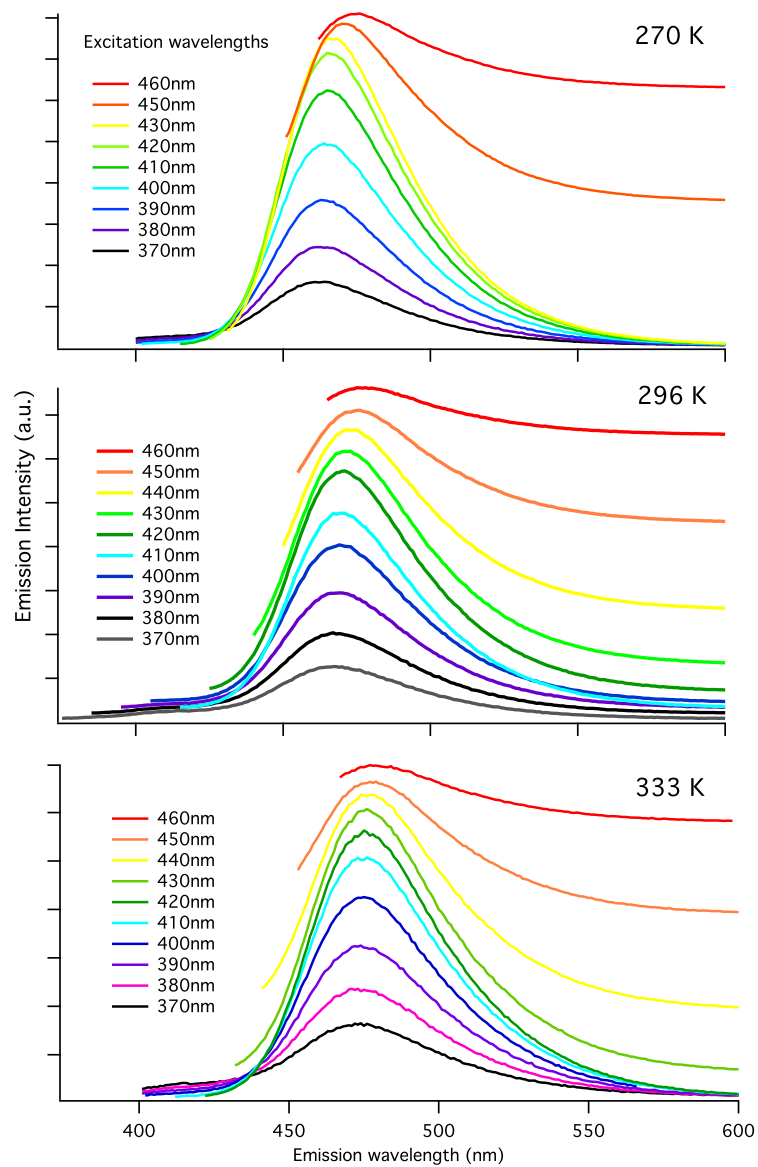 270 K
Excitation wavelengths
460nm
450nm
430nm
420nm
410nm
400nm
390nm
380nm
370nm
296 K
Emission Intensity (a.u.)
460nm
450nm
440nm
430nm
420nm
410nm
400nm
390nm
380nm
370nm
333 K
460nm
450nm
440nm
430nm
420nm
410nm
400nm
390nm
380nm
370nm
400 450 500 550 600
Emission wavelength (nm)